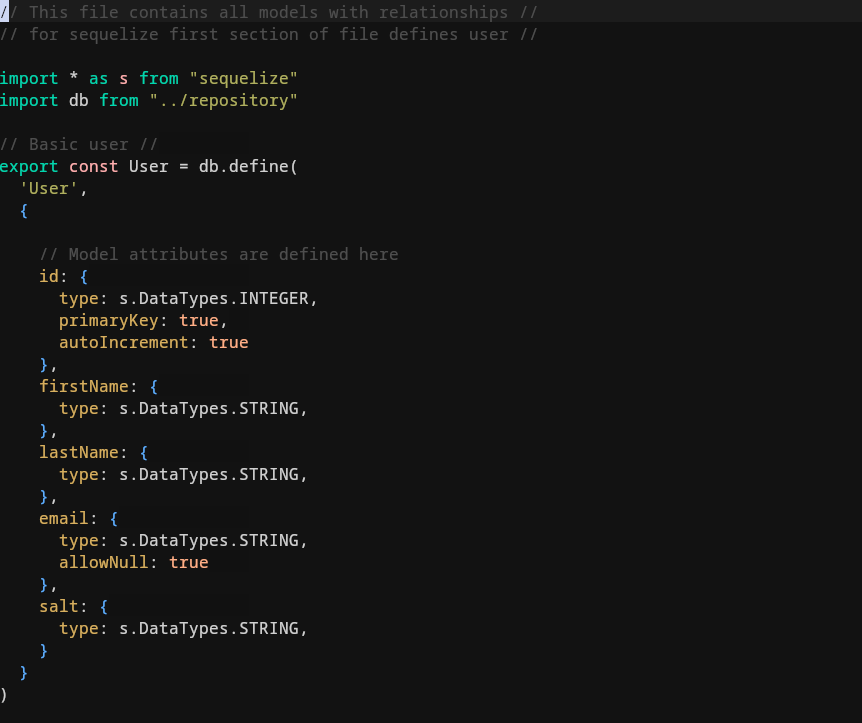 // This file contains all models with relationships //
// for sequelize first section of file defines user //
import * as s from "sequelize"
import db from "../repository"
// Basic user //
export const User = db.define(
'User',
{
// Model attributes are defined here
id: {
type: s.DataTypes.INTEGER,
primaryKey: true,
autoIncrement: true
},
firstName: {
type: s.DataTypes.STRING,
},
lastName: {
type: s.DataTypes.STRING,
},
email: {
type: s.DataTypes.STRING,
allowNull: true
},
salt: {
type: s.DataTypes.STRING,
}
}
)